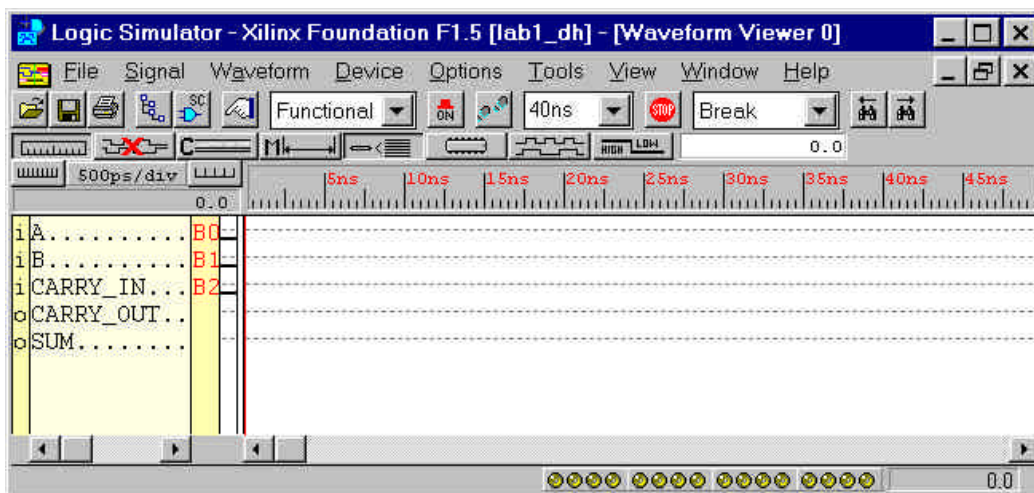 Logic Simulator - Xilinx Foundation F1.5 [lab1_dh] - [Waveform Viewer 0]
File Signal Waveform Device Options Tools View Window Help
SC Functional ON 40ns STOP Break
C M HIGH LOW 0.0
500ps/div
0.0 5ns 10ns 15ns 20ns 25ns 30ns 35ns 40ns 45ns
i A........... B0
i B........... B1
i CARRY_IN... B2
o CARRY_OUT..
o SUM........
0.0